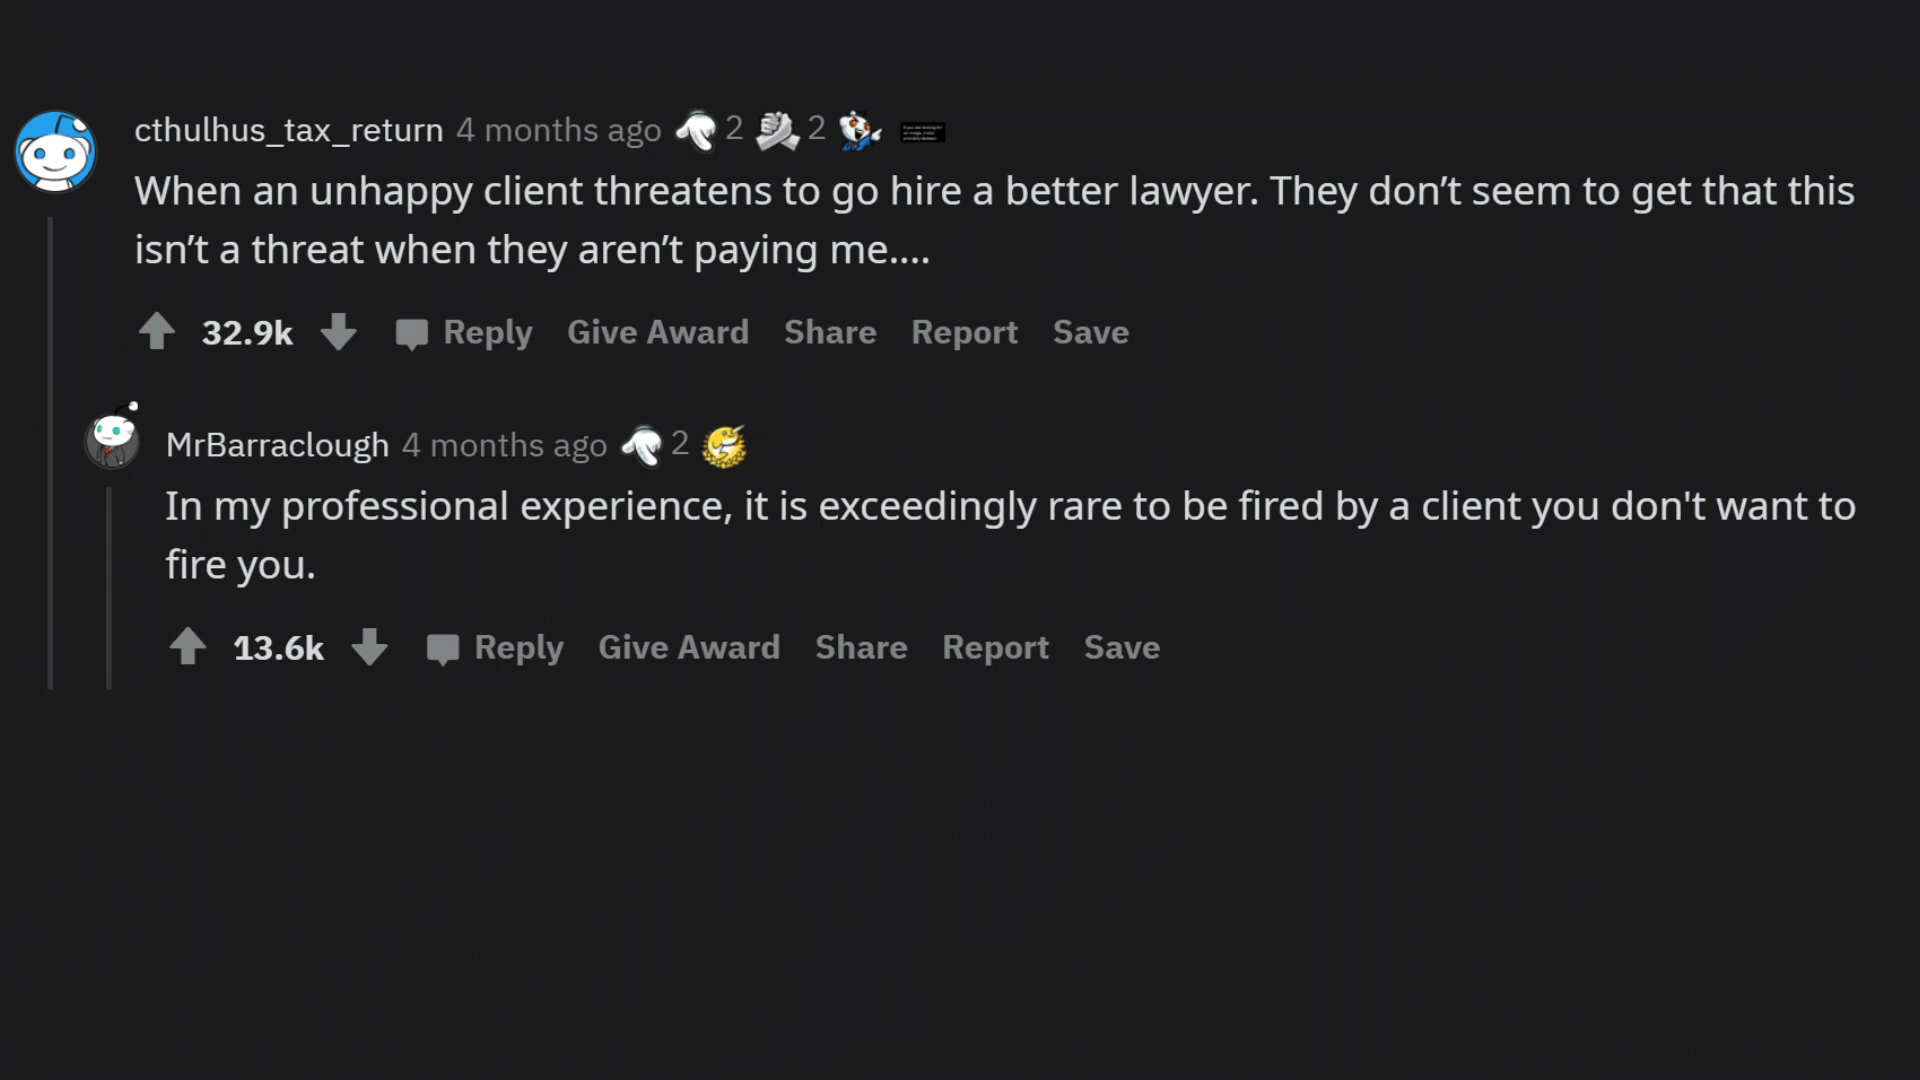 cthulhus_tax_return 4 months ago 2 2
When an unhappy client threatens to go hire a better lawyer. They don’t seem to get that this
isn’t a threat when they aren’t paying me....
32.9k Reply Give Award Share Report Save
MrBarraclough 4 months ago 2
In my professional experience, it is exceedingly rare to be fired by a client you don't want to
fire you.
13.6k Reply Give Award Share Report Save